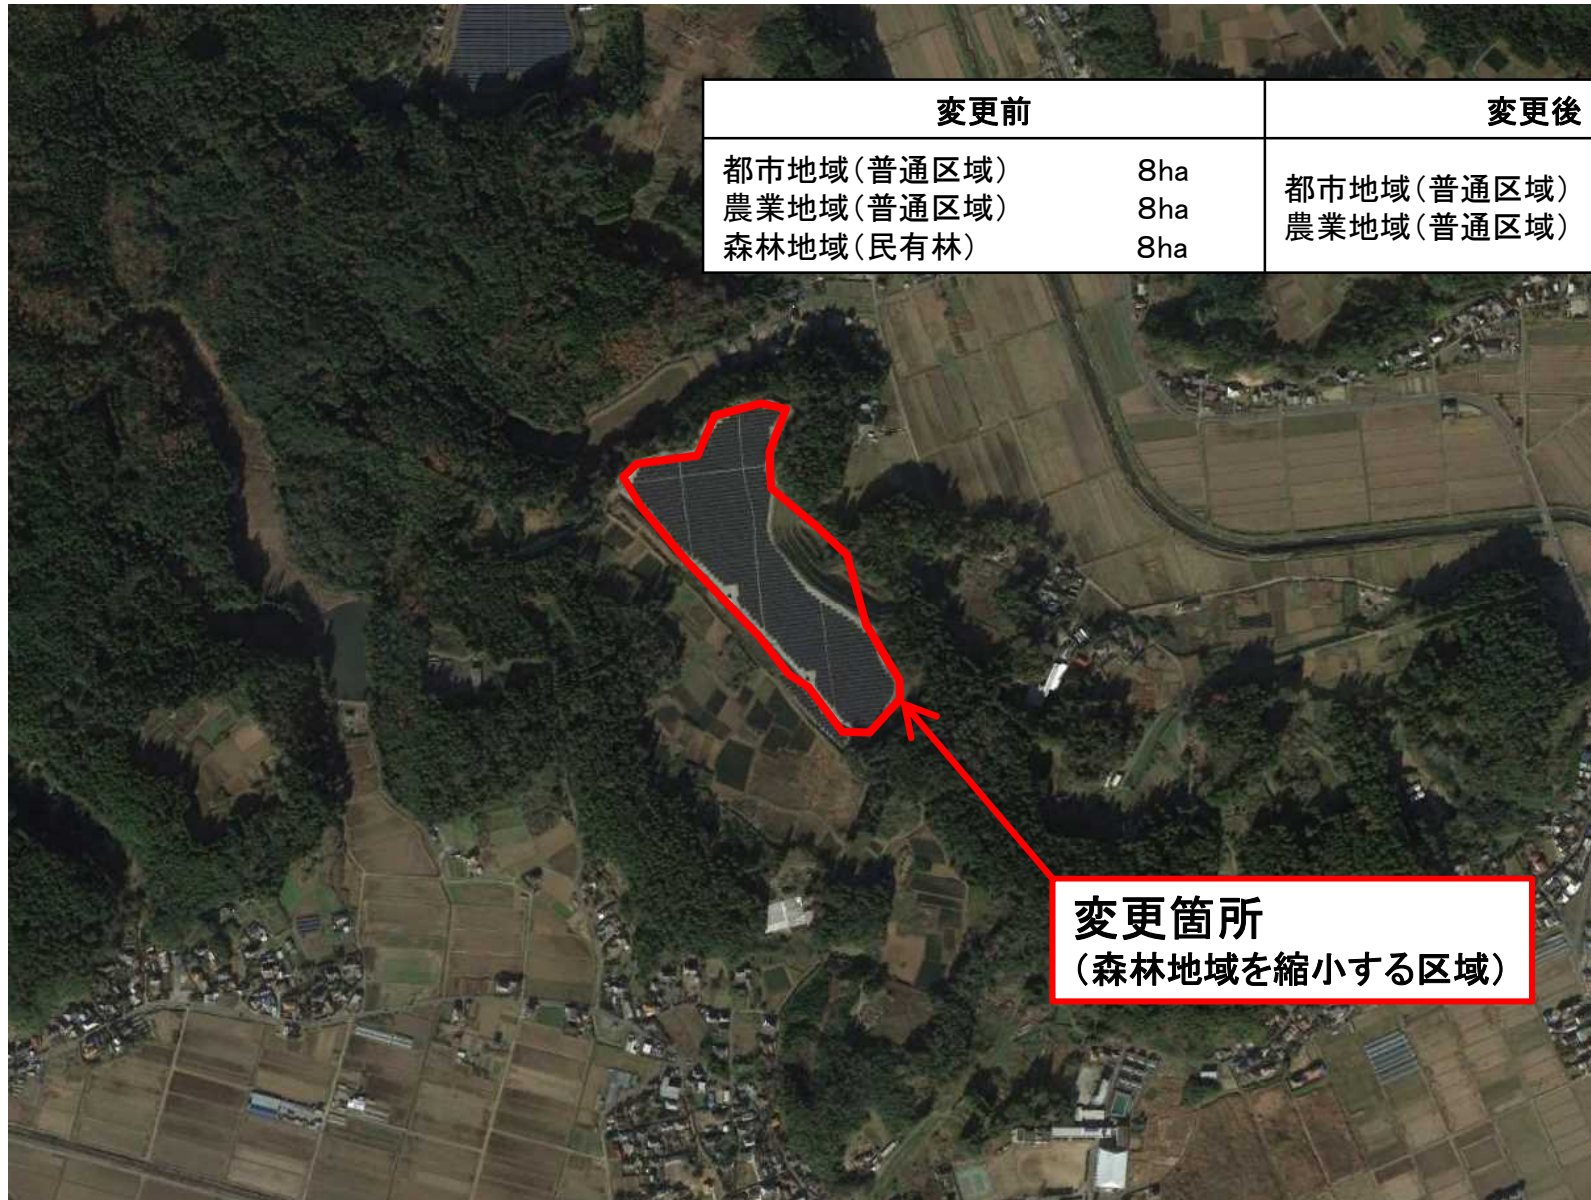 変更前 変更後
都市地域(普通区域) 8ha
農業地域(普通区域) 8ha
森林地域(民有林) 8ha
都市地域(普通区域)
農業地域(普通区域)
変更箇所
(森林地域を縮小する区域)